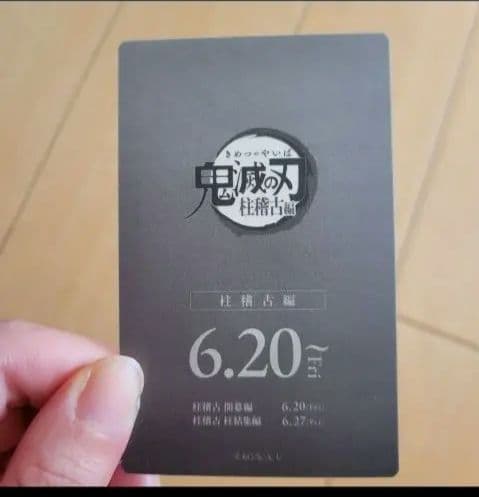 きめつのやいば
鬼滅の刃
柱稽古編
柱稽古編
6.20~
Fri
柱稽古 開幕編 6.20(Fri)
柱稽古 柱結集編 6.27(Fri)